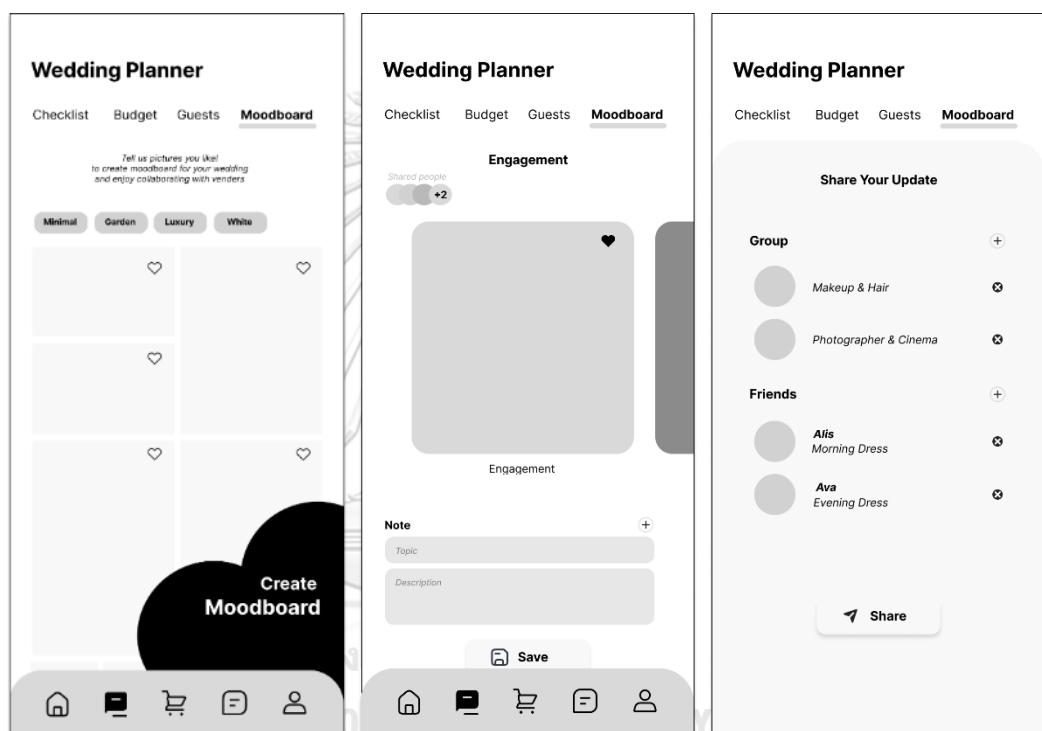 Wedding Planner
Checklist Budget Guests Moodboard
Tell us pictures you like!
to create moodboard for your wedding
and enjoy collaborating with venders
Minimal Garden Luxury White
Create
Moodboard
Wedding Planner
Checklist Budget Guests Moodboard
Engagement
Shared people
+2
Engagement
Note
Topic
Description
Save
Wedding Planner
Checklist Budget Guests Moodboard
Share Your Update
Group
Makeup & Hair
Photographer & Cinema
Friends
Alis
Morning Dress
Ava
Evening Dress
Share